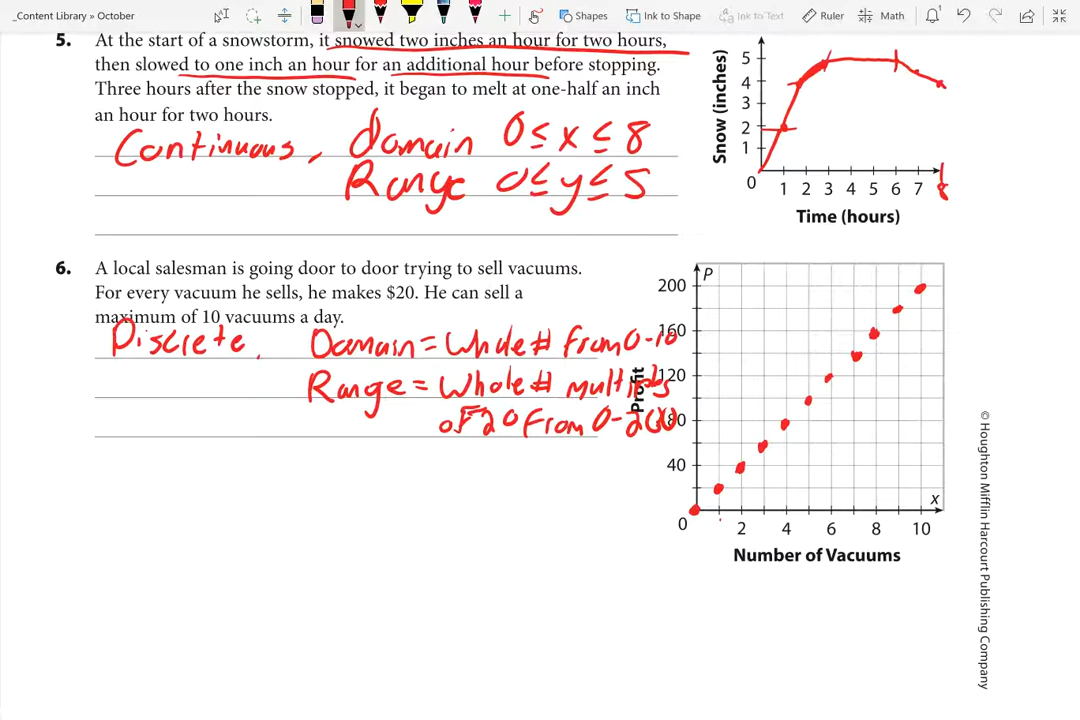 _Content Library » October
Shapes
Ink to Shape
Ink to Text
Ruler
Math
5. At the start of a snowstorm, it snowed two inches an hour for two hours,
then slowed to one inch an hour for an additional hour before stopping.
Three hours after the snow stopped, it began to melt at one-half an inch
an hour for two hours.
Continuous, domain 0 ≤ x ≤ 8
Range 0 ≤ y ≤ 5
Snow (inches)
5
4
3
2
1
0
1 2 3 4 5 6 7 8
Time (hours)
6. A local salesman is going door to door trying to sell vacuums.
For every vacuum he sells, he makes $20. He can sell a
maximum of 10 vacuums a day.
Discrete, Domain = Whole # From 0-10
Range = Whole # multiples
of 20 From 0-200
Profit
P
200
160
120
80
40
0
2 4 6 8 10
x
Number of Vacuums
© Houghton Mifflin Harcourt Publishing Company